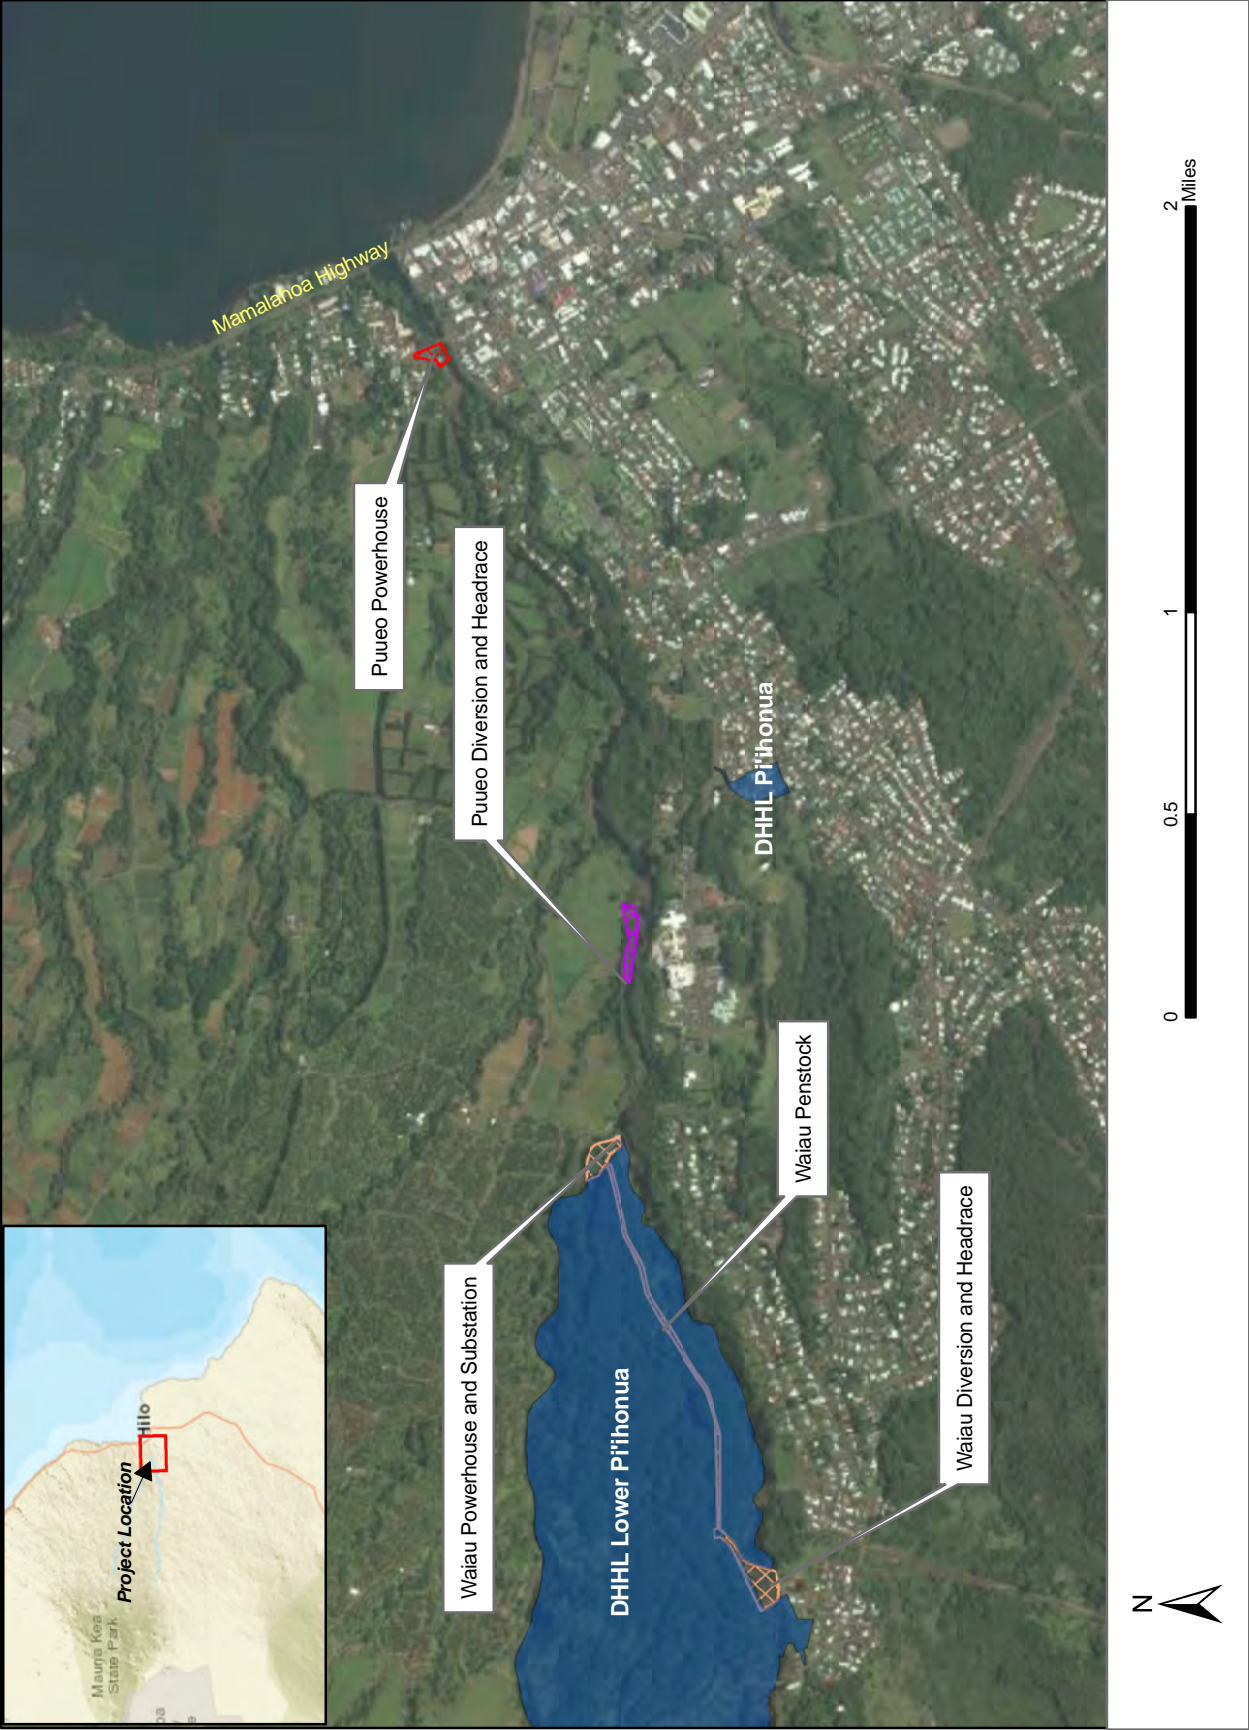 Mauna Kea
State Park
Project Location
Hilo
Mamalahoa Highway
Puueo Powerhouse
Waiau Powerhouse and Substation
Puueo Diversion and Headrace
DHHL Lower Pi'ihonua
DHHL Pi'ihonua
Waiau Penstock
Waiau Diversion and Headrace
N
0 0.5 1 2
Miles